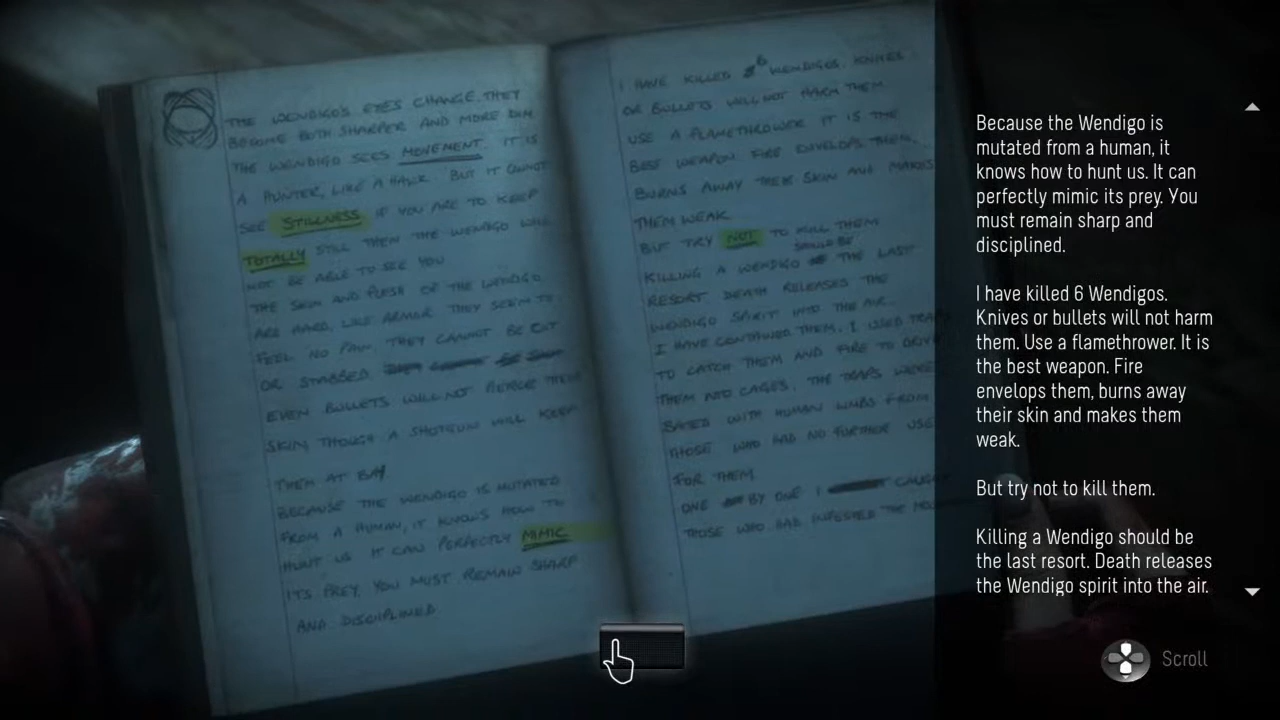 THE WENDIGO'S EYES CHANGE. THEY
BECOME BOTH SHARPER AND MORE DIM
THE WENDIGO SEES MOVEMENT. IT IS
A HUNTER, LIKE A HAWK. BUT IT CANNOT
SEE STILLNESS IF YOU ARE TO KEEP
TOTALLY STILL THEN THE WENDIGO WILL
NOT BE ABLE TO SEE YOU
THE SKIN AND FLESH OF THE WENDIGO
ARE HARD, LIKE ARMOR. THEY SEEM TO
FEEL NO PAIN. THEY CANNOT BE CUT
OR STABBED.
EVEN BULLETS WILL NOT PIERCE THEIR
SKIN, THOUGH A SHOTGUN WILL KEEP
THEM AT BAY
BECAUSE THE WENDIGO IS MUTATED
FROM A HUMAN, IT KNOWS HOW TO
HUNT US IT CAN PERFECTLY MIMIC
ITS PREY. YOU MUST REMAIN SHARP
AND DISCIPLINED.
I HAVE KILLED 6 WENDIGOS. KNIVES
OR BULLETS WILL NOT HARM THEM
USE A FLAMETHROWER IT IS THE
BEST WEAPON. FIRE ENVELOPS THEM,
BURNS AWAY THEIR SKIN AND MAKES
THEM WEAK
BUT TRY NOT TO KILL THEM
KILLING A WENDIGO SHOULD BE THE LAST
RESORT DEATH RELEASES THE
WENDIGO SPIRIT INTO THE AIR.
I HAVE CONTAINED THEM. I USED TRAPS
TO CATCH THEM AND FIRE TO DRIVE
THEM INTO CAGES. THE TRAPS WERE
BAITED WITH HUMAN LIMBS FROM
THOSE WHO HAD NO FURTHER USE
FOR THEM
ONE BY ONE I CAUGHT
THOSE WHO HAD INFESTED THE
Because the Wendigo is
mutated from a human, it
knows how to hunt us. It can
perfectly mimic its prey. You
must remain sharp and
disciplined.
I have killed 6 Wendigos.
Knives or bullets will not harm
them. Use a flamethrower. It is
the best weapon. Fire
envelops them, burns away
their skin and makes them
weak.
But try not to kill them.
Killing a Wendigo should be
the last resort. Death releases
the Wendigo spirit into the air.
Scroll